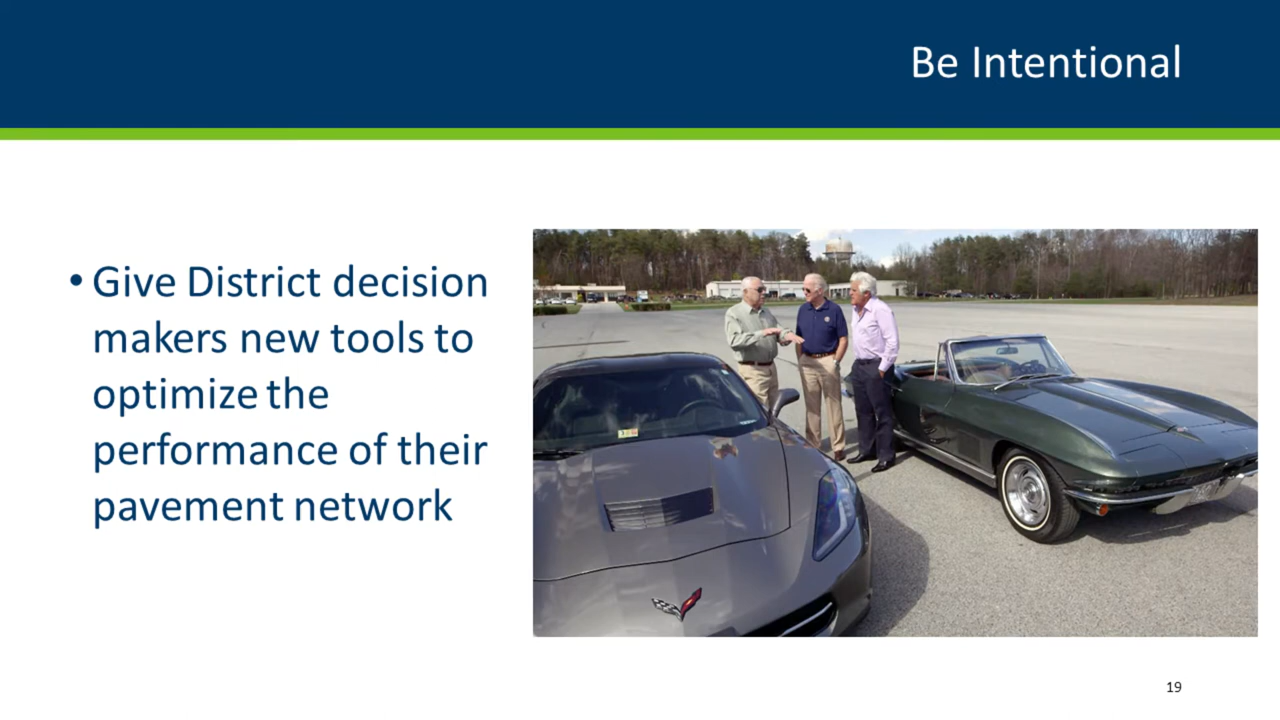 Be Intentional
• Give District decision
makers new tools to
optimize the
performance of their
pavement network
19